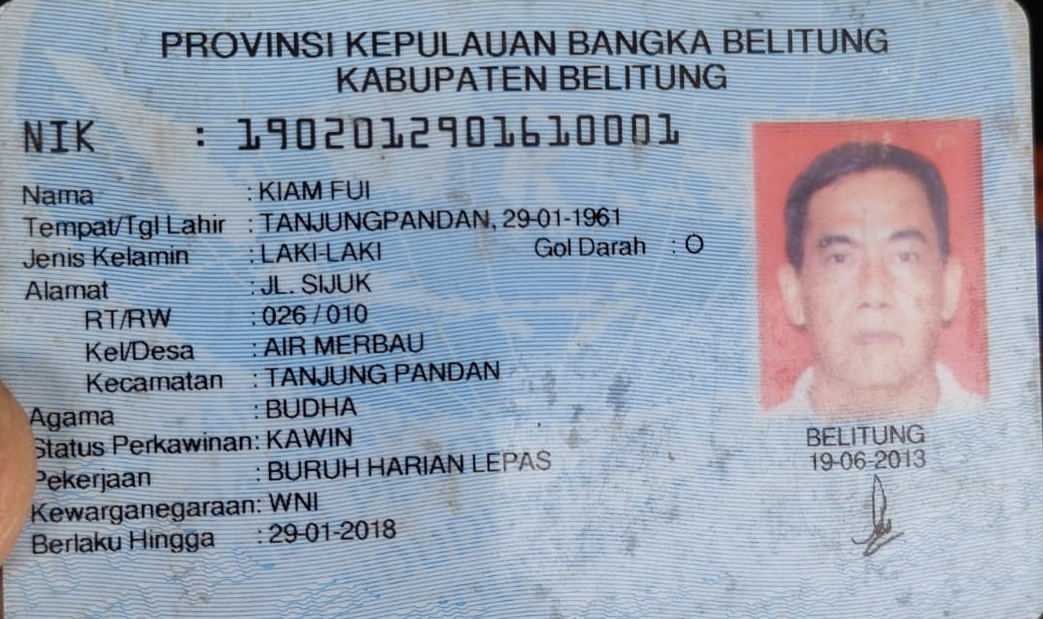 PROVINSI KEPULAUAN BANGKA BELITUNG
KABUPATEN BELITUNG
NIK : 1902012901610001
Nama : KIAM FUI
Tempat/Tgl Lahir : TANJUNGPANDAN, 29-01-1961
Jenis Kelamin : LAKI-LAKI Gol Darah : O
Alamat : JL. SIJUK
RT/RW : 026 / 010
Kel/Desa : AIR MERBAU
Kecamatan : TANJUNG PANDAN
Agama : BUDHA
Status Perkawinan: KAWIN
Pekerjaan : BURUH HARIAN LEPAS
Kewarganegaraan: WNI
Berlaku Hingga : 29-01-2018
BELITUNG
19-06-2013